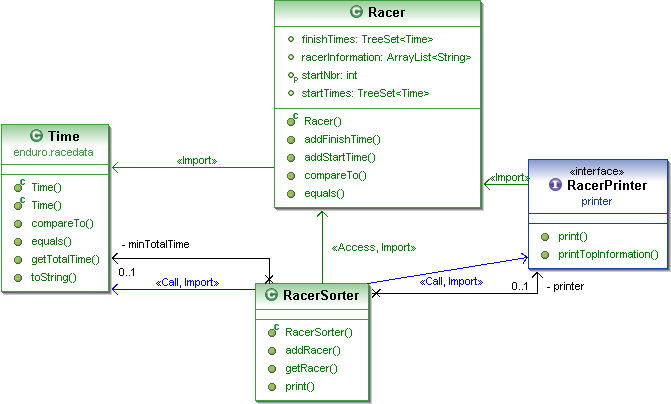 Racer
finishTimes: TreeSet<Time>
racerInformation: ArrayList<String>
startNbr: int
startTimes: TreeSet<Time>
Racer()
addFinishTime()
addStartTime()
compareTo()
equals()
Time
enduro.racedata
Time()
Time()
compareTo()
equals()
getTotalTime()
toString()
«Import»
«Import»
«interface»
RacerPrinter
printer
print()
printTopInformation()
- minTotalTime
0..1
«Access, Import»
«Call, Import»
«Call, Import»
0..1
- printer
RacerSorter
RacerSorter()
addRacer()
getRacer()
print()